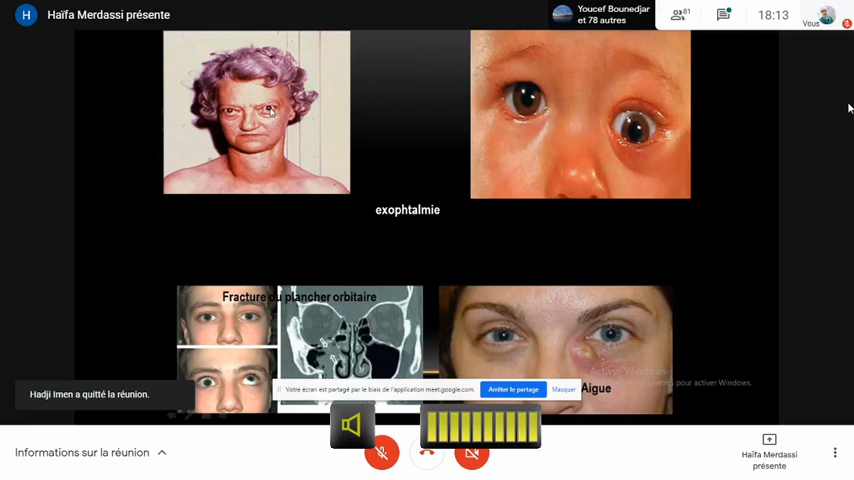 H Haïfa Merdassi présente
Youcef Bounedjar
et 78 autres
81
18:13
Vous
exophtalmie
Fracture du plancher orbitaire
Activer Windows
pour activer Windows.
Votre écran est partagé par le biais de l'application meet.google.com.
Arrêter le partage
Masquer
Aigue
Hadji Imen a quitté la réunion.
Informations sur la réunion
Haïfa Merdassi
présente